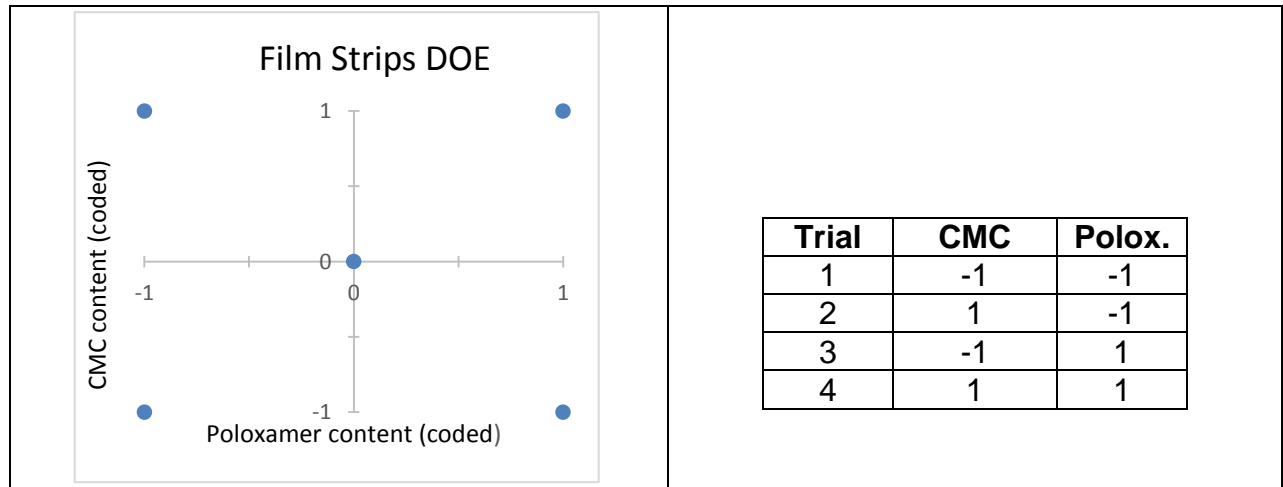 Film Strips DOE
1
0
-1 0 1
-1
CMC content (coded)
Poloxamer content (coded)
Trial CMC Polox.
1 -1 -1
2 1 -1
3 -1 1
4 1 1